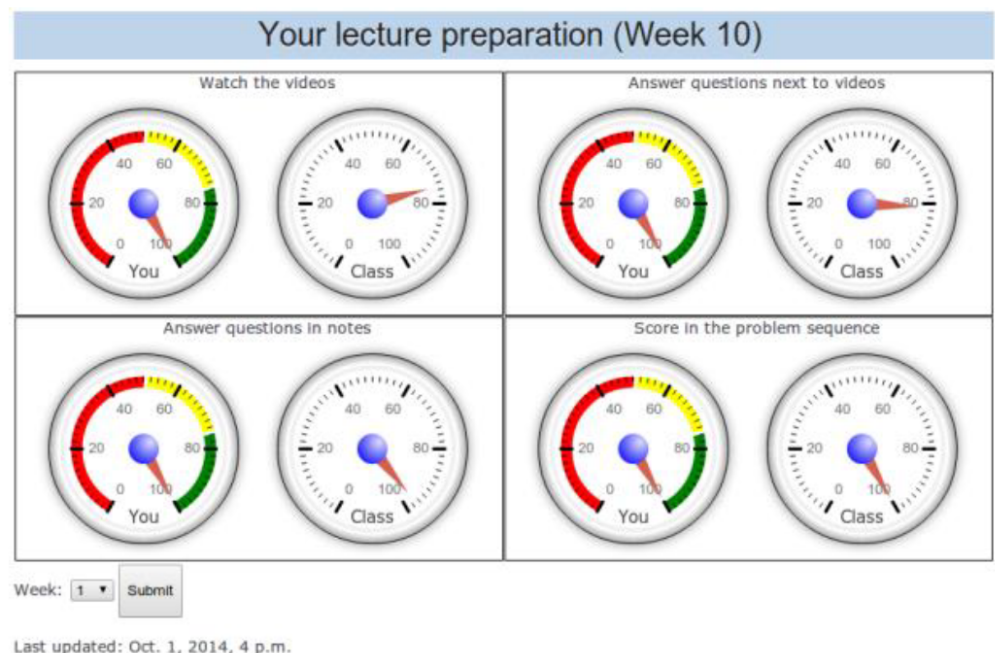 Your lecture preparation (Week 10)
Watch the videos
40 60
20 80
0 100
You
40 60
20 80
0 100
Class
Answer questions next to videos
40 60
20 80
0 100
You
40 60
20 80
0 100
Class
Answer questions in notes
40 60
20 80
0 100
You
40 60
20 80
0 100
Class
Score in the problem sequence
40 60
20 80
0 100
You
40 60
20 80
0 100
Class
Week: 1 Submit
Last updated: Oct. 1, 2014, 4 p.m.